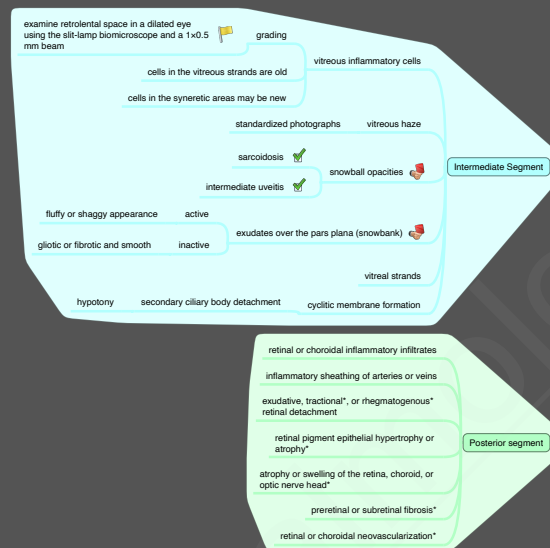 examine retrolental space in a dilated eye
using the slit-lamp biomicroscope and a 1×0.5
mm beam
grading
cells in the vitreous strands are old
cells in the syneretic areas may be new
vitreous inflammatory cells
standardized photographs
vitreous haze
sarcoidosis
intermediate uveitis
snowball opacities
Intermediate Segment
fluffy or shaggy appearance
active
gliotic or fibrotic and smooth
inactive
exudates over the pars plana (snowbank)
vitreal strands
hypotony
secondary ciliary body detachment
cyclitic membrane formation
retinal or choroidal inflammatory infiltrates
inflammatory sheathing of arteries or veins
exudative, tractional*, or rhegmatogenous*
retinal detachment
retinal pigment epithelial hypertrophy or
atrophy*
Posterior segment
atrophy or swelling of the retina, choroid, or
optic nerve head*
preretinal or subretinal fibrosis*
retinal or choroidal neovascularization*